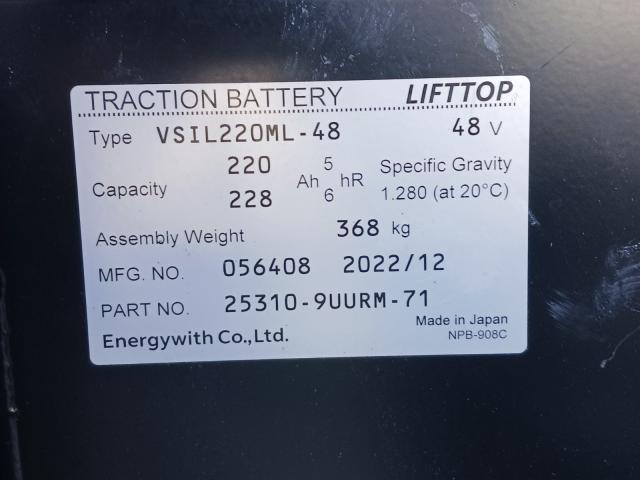 TRACTION BATTERY LIFTTOP
Type VSIL220ML-48 48 V
Capacity 220 Ah 5 hR Specific Gravity
228 6 1.280 (at 20°C)
Assembly Weight 368 kg
MFG. NO. 056408 2022/12
PART NO. 25310-9UURM-71
Energywith Co.,Ltd. Made in Japan
NPB-908C